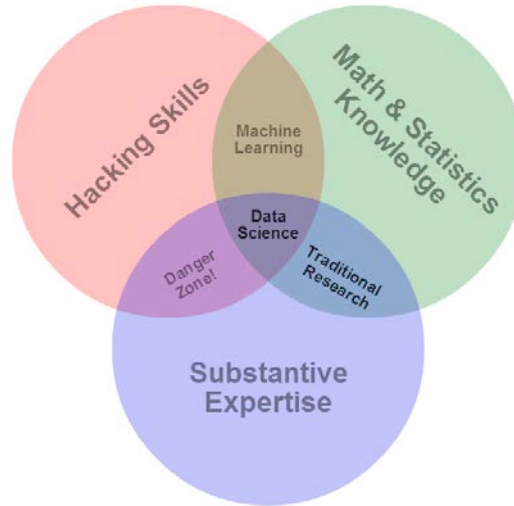 Hacking Skills
Math & Statistics
Knowledge
Machine
Learning
Data
Science
Danger
Zone!
Traditional
Research
Substantive
Expertise